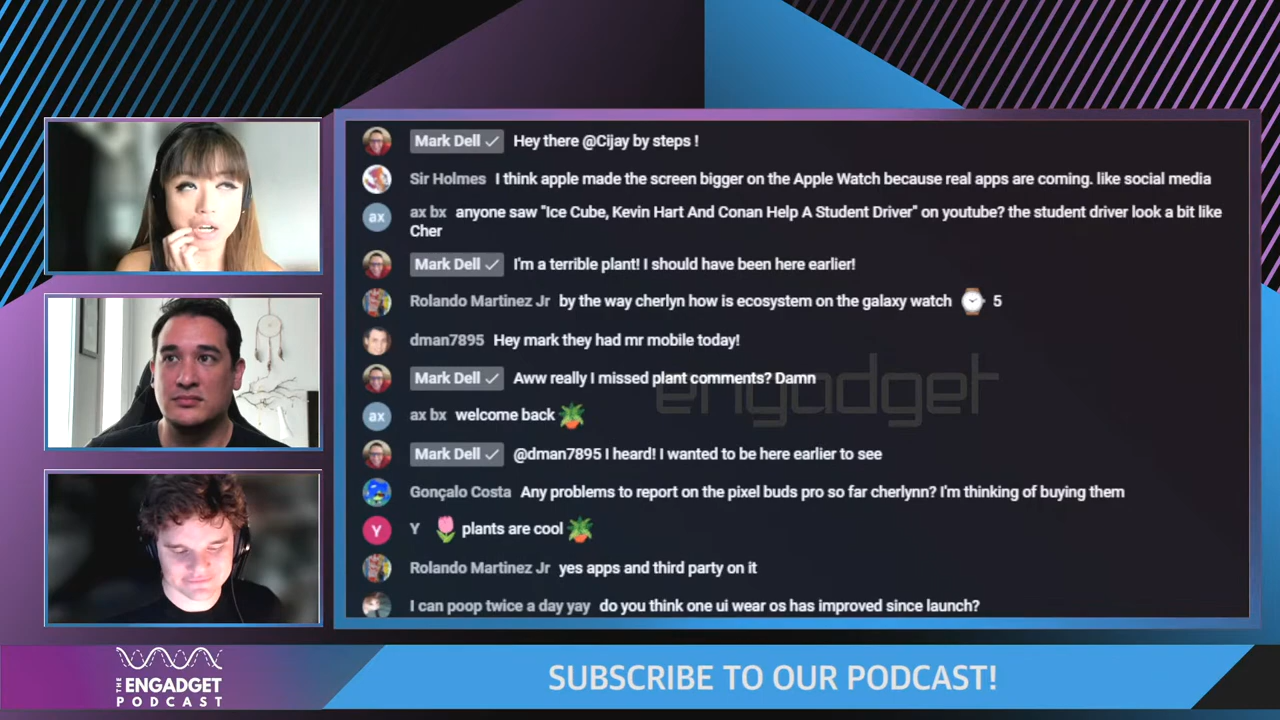 Mark Dell ✓ Hey there @Cijay by steps !
Sir Holmes I think apple made the screen bigger on the Apple Watch because real apps are coming. like social media
ax
ax bx anyone saw "Ice Cube, Kevin Hart And Conan Help A Student Driver" on youtube? the student driver look a bit like
Cher
Mark Dell ✓ I'm a terrible plant! I should have been here earlier!
Rolando Martinez Jr by the way cherlyn how is ecosystem on the galaxy watch ⌚ 5
dman7895 Hey mark they had mr mobile today!
Mark Dell ✓ Aww really I missed plant comments? Damn
engadget
ax
ax bx welcome back 🪴
Mark Dell ✓ @dman7895 I heard! I wanted to be here earlier to see
Gonçalo Costa Any problems to report on the pixel buds pro so far cherlynn? I'm thinking of buying them
Y
Y 🌷 plants are cool 🪴
Rolando Martinez Jr yes apps and third party on it
I can poop twice a day yay do you think one ui wear os has improved since launch?
THE
ENGADGET
PODCAST
SUBSCRIBE TO OUR PODCAST!